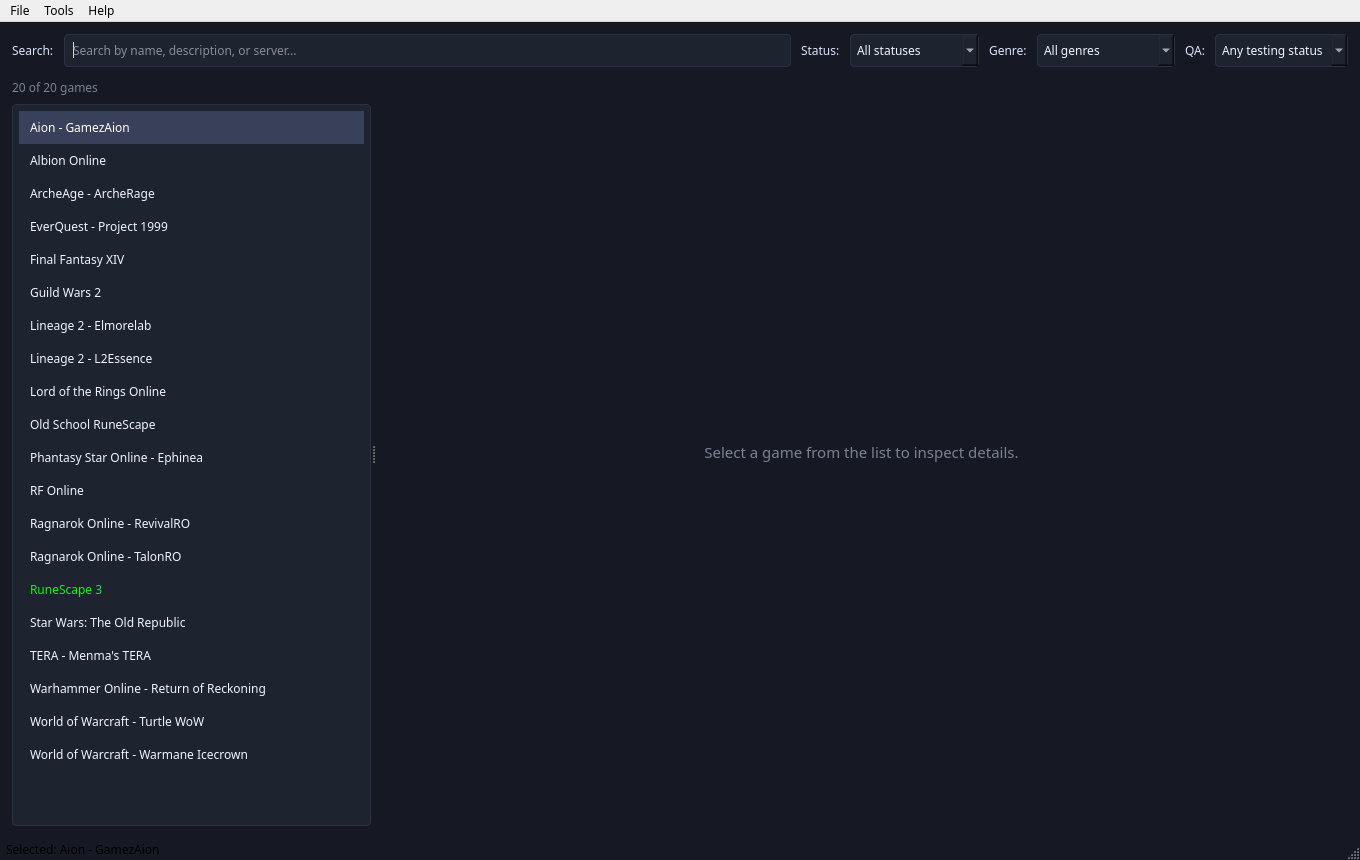 File Tools Help
Search: Search by name, description, or server... Status: All statuses Genre: All genres QA: Any testing status
20 of 20 games
Aion - GamezAion
Albion Online
ArcheAge - ArcheRage
EverQuest - Project 1999
Final Fantasy XIV
Guild Wars 2
Lineage 2 - Elmorelab
Lineage 2 - L2Essence
Lord of the Rings Online
Old School RuneScape
Phantasy Star Online - Ephinea
RF Online
Ragnarok Online - RevivalRO
Ragnarok Online - TalonRO
RuneScape 3
Star Wars: The Old Republic
TERA - Menma's TERA
Warhammer Online - Return of Reckoning
World of Warcraft - Turtle WoW
World of Warcraft - Warmane Icecrown
Select a game from the list to inspect details.
Selected: Aion - GamezAion